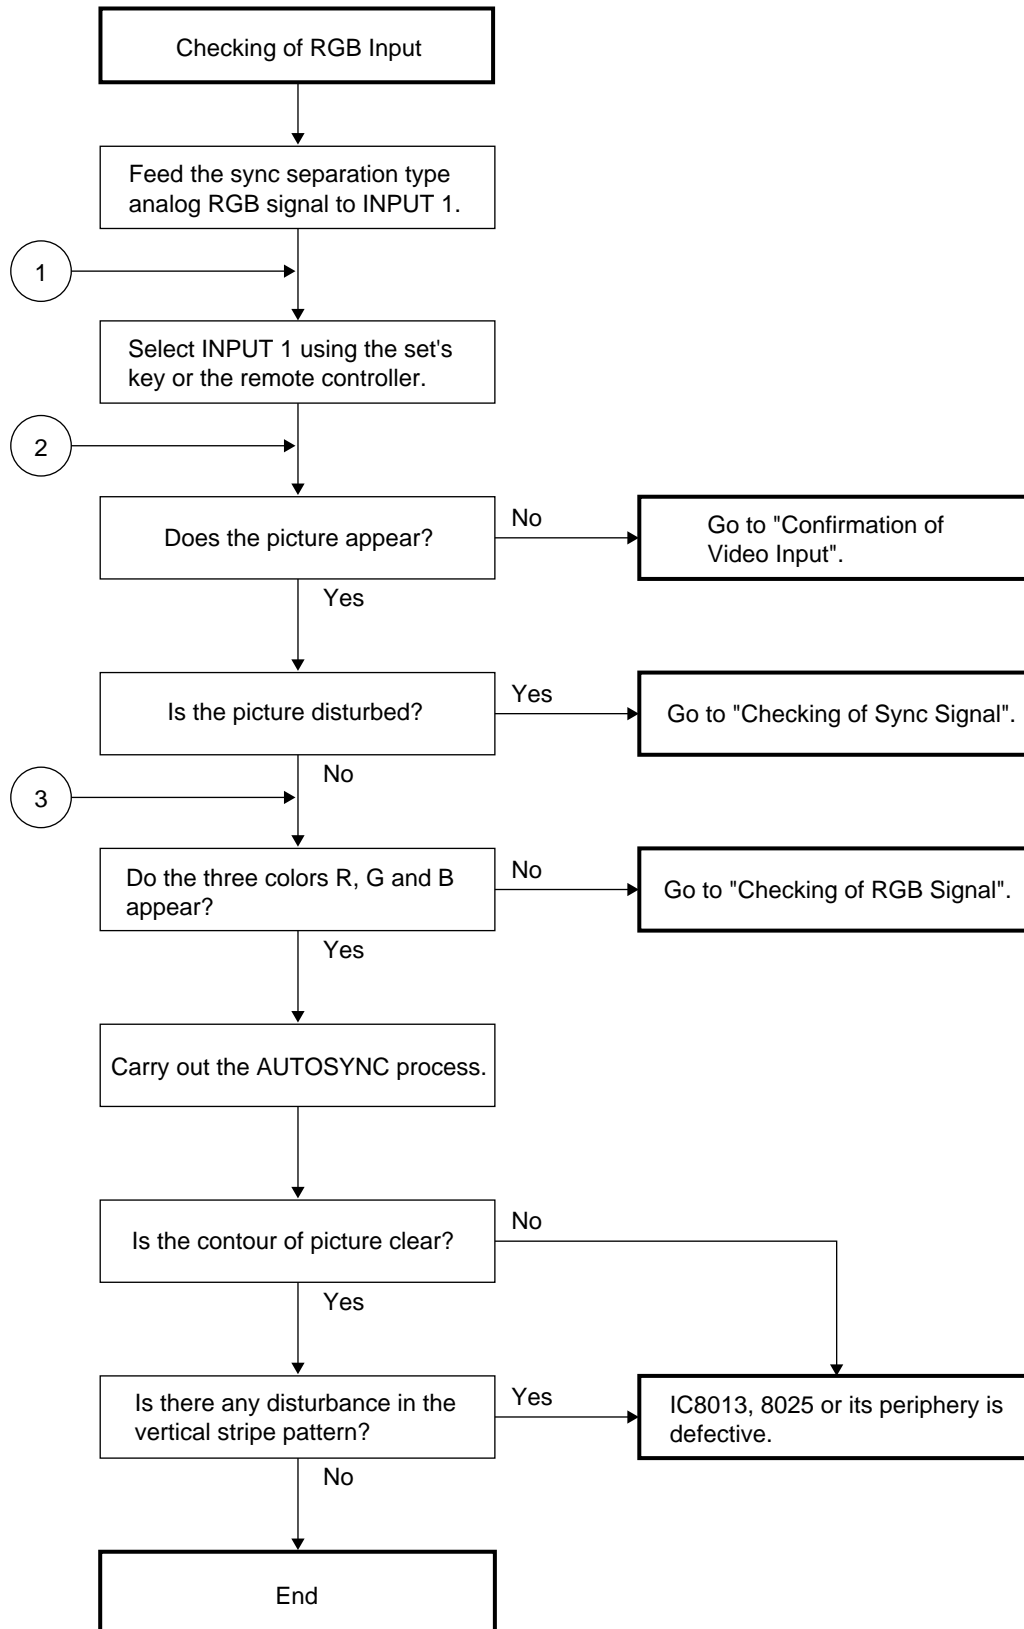 Checking of RGB Input
Feed the sync separation type
analog RGB signal to INPUT 1.
1
Select INPUT 1 using the set's
key or the remote controller.
2
Does the picture appear?
No
Go to "Confirmation of
Video Input".
Yes
Is the picture disturbed?
Yes
Go to "Checking of Sync Signal".
No
3
Do the three colors R, G and B
appear?
No
Go to "Checking of RGB Signal".
Yes
Carry out the AUTOSYNC process.
Is the contour of picture clear?
No
Yes
Is there any disturbance in the
vertical stripe pattern?
Yes
IC8013, 8025 or its periphery is
defective.
No
End